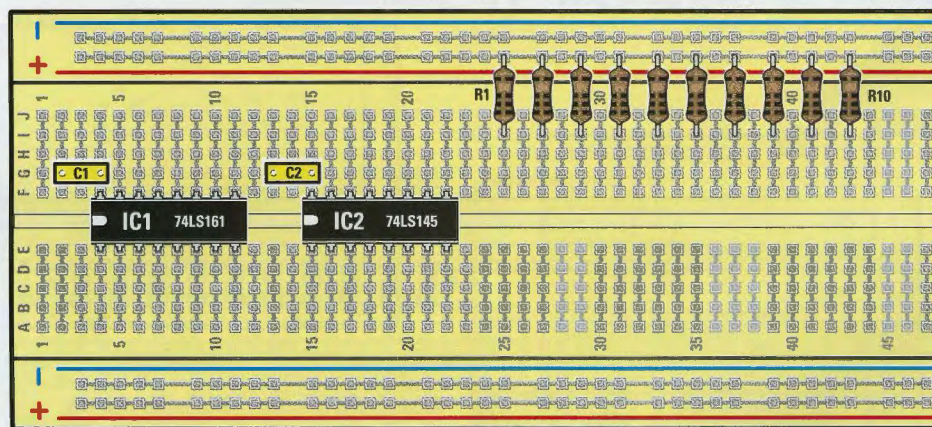 -
+
1 5 10 15 20 30 40
R1 R10
J
I
H
G
F
C1 C2
IC1 74LS161 IC2 74LS145
E
D
C
B
A
1 5 10 15 20 25 30 35 40 45
-
+